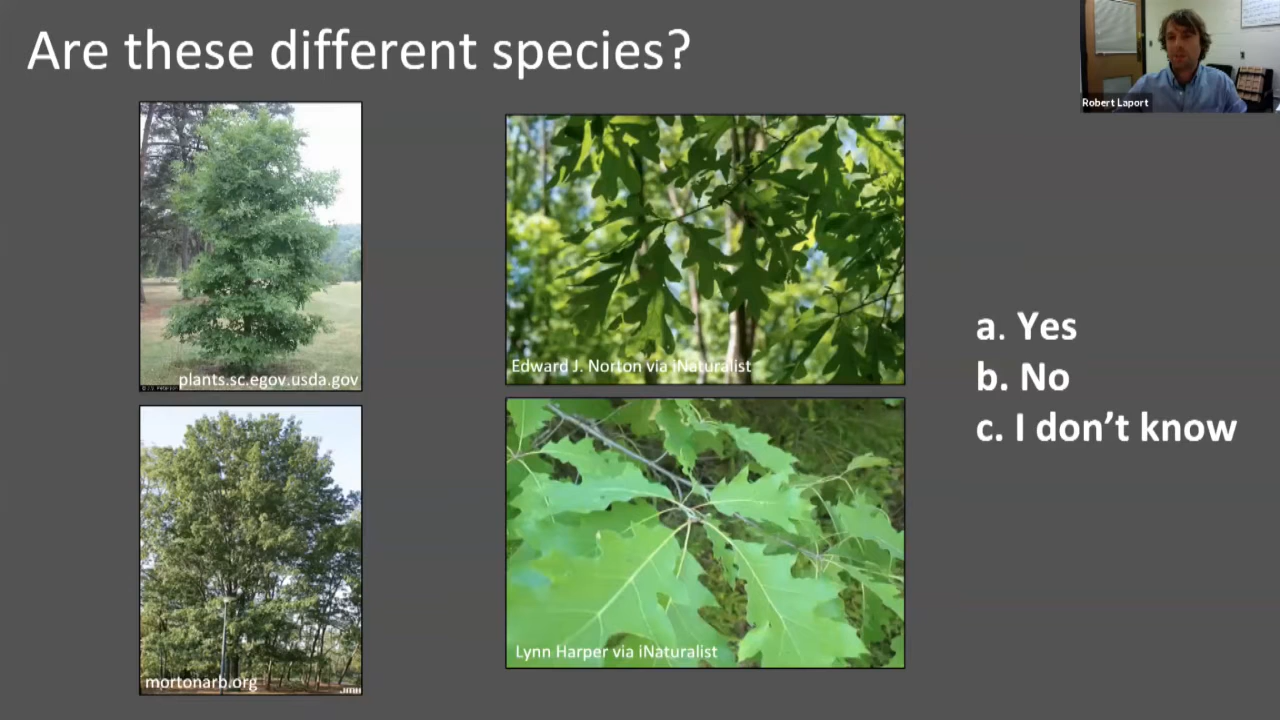 Are these different species?
Robert Laport
plants.sc.egov.usda.gov
Edward J. Norton via iNaturalist
a. Yes
b. No
c. I don’t know
mortonarb.org
Lynn Harper via iNaturalist